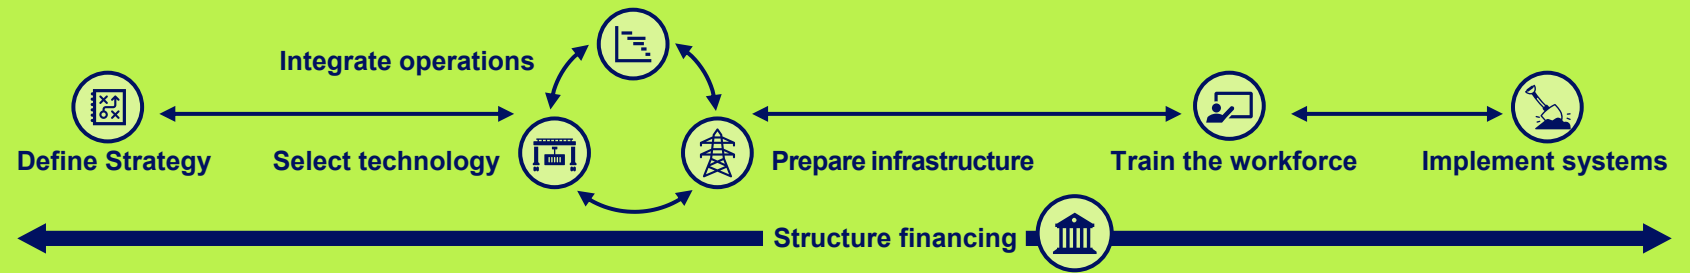 Integrate operations
Define Strategy
Select technology
Prepare infrastructure
Train the workforce
Implement systems
Structure financing